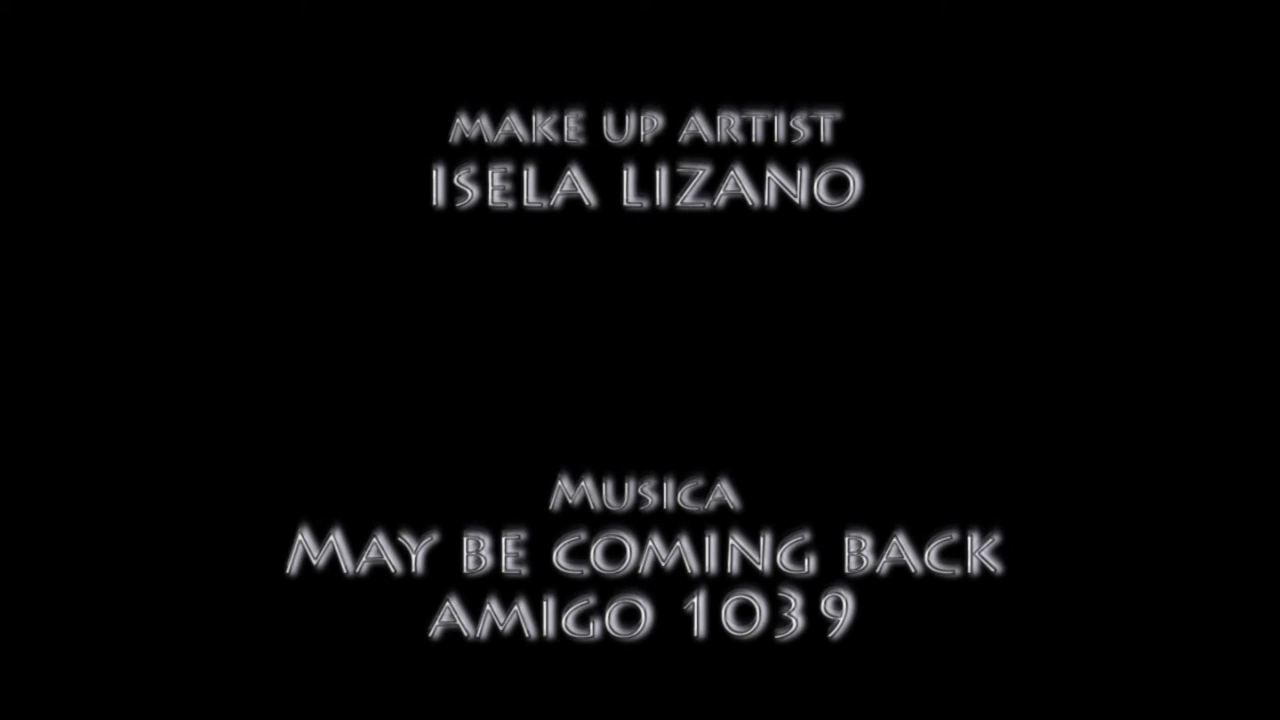 MAKE UP ARTIST
ISELA LIZANO
MUSICA
MAY BE COMING BACK
AMIGO 1039